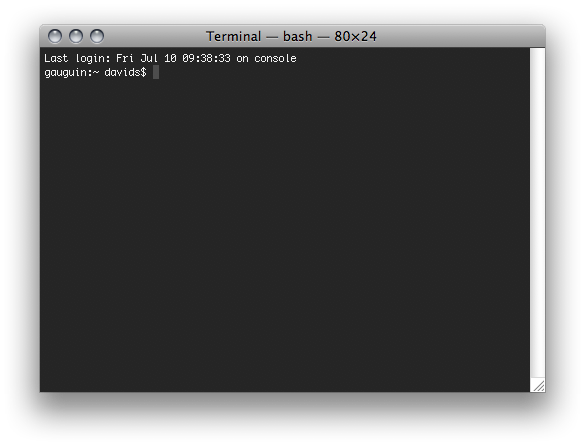 Terminal — bash — 80×24
Last login: Fri Jul 10 09:38:33 on console
gauguin:~ davids$